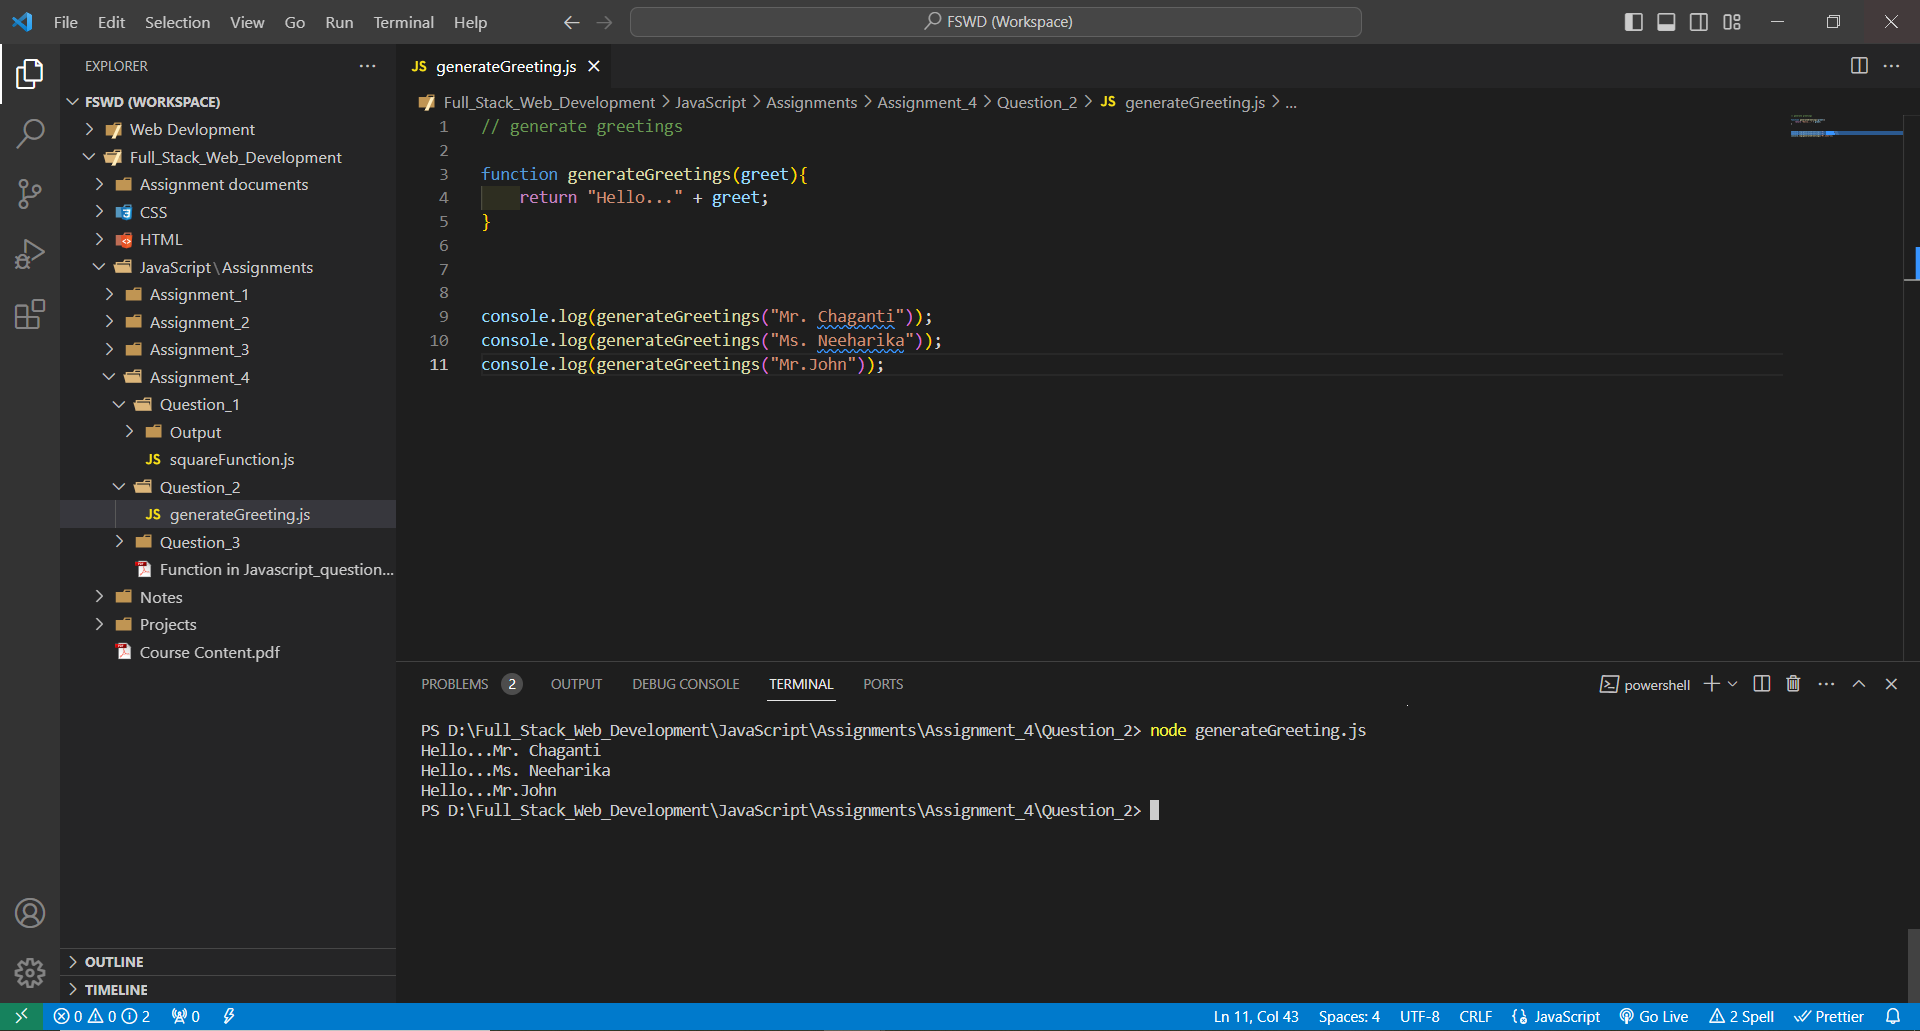 File Edit Selection View Go Run Terminal Help
FSWD (Workspace)
EXPLORER
FSWD (WORKSPACE)
Web Devlopment
Full_Stack_Web_Development
Assignment documents
CSS
HTML
JavaScript\Assignments
Assignment_1
Assignment_2
Assignment_3
Assignment_4
Question_1
Output
JS squareFunction.js
Question_2
JS generateGreeting.js
Question_3
Function in Javascript_question...
Notes
Projects
Course Content.pdf
OUTLINE
TIMELINE
JS generateGreeting.js
Full_Stack_Web_Development > JavaScript > Assignments > Assignment_4 > Question_2 > JS generateGreeting.js > ...
1 // generate greetings
2
3 function generateGreetings(greet){
4 return "Hello..." + greet;
5 }
6
7
8
9 console.log(generateGreetings("Mr. Chaganti"));
10 console.log(generateGreetings("Ms. Neeharika"));
11 console.log(generateGreetings("Mr.John"));
PROBLEMS 2 OUTPUT DEBUG CONSOLE TERMINAL PORTS
powershell
PS D:\Full_Stack_Web_Development\JavaScript\Assignments\Assignment_4\Question_2> node generateGreeting.js
Hello...Mr. Chaganti
Hello...Ms. Neeharika
Hello...Mr.John
PS D:\Full_Stack_Web_Development\JavaScript\Assignments\Assignment_4\Question_2>
0 0 2 0 Ln 11, Col 43 Spaces: 4 UTF-8 CRLF JavaScript Go Live 2 Spell Prettier